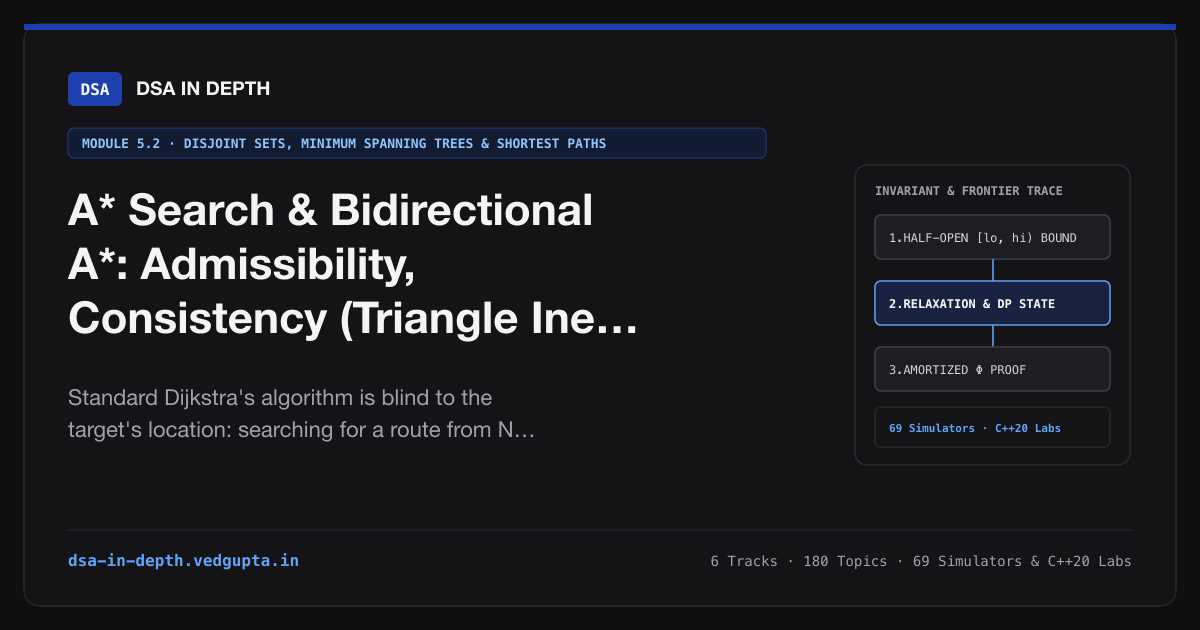 DSA
DSA IN DEPTH
MODULE 5.2 · DISJOINT SETS, MINIMUM SPANNING TREES & SHORTEST PATHS
A* Search & Bidirectional
A*: Admissibility,
Consistency (Triangle Ine…
Standard Dijkstra's algorithm is blind to the
target's location: searching for a route from N…
INVARIANT & FRONTIER TRACE
1.HALF-OPEN [lo, hi) BOUND
2.RELAXATION & DP STATE
3.AMORTIZED Φ PROOF
69 Simulators · C++20 Labs
dsa-in-depth.vedgupta.in
6 Tracks · 180 Topics · 69 Simulators & C++20 Labs